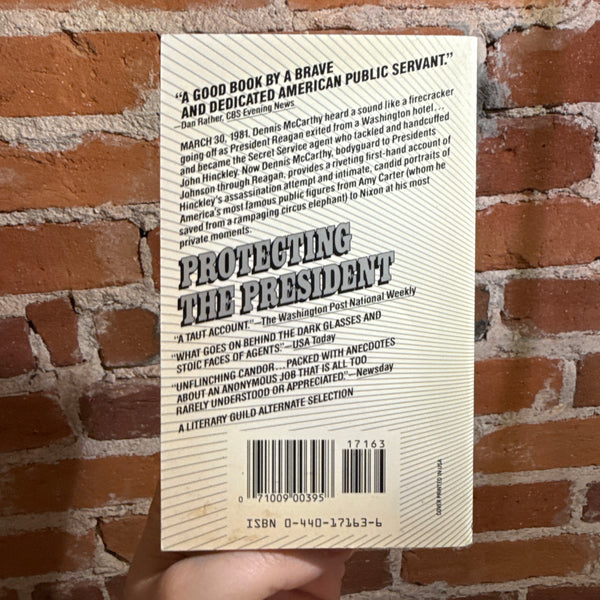 "A GOOD BOOK BY A BRAVE
AND DEDICATED AMERICAN PUBLIC SERVANT."
—Dan Rather, CBS Evening News
MARCH 30, 1981. Dennis McCarthy heard a sound like a firecracker
going off as President Reagan exited from a Washington hotel...
and became the Secret Service agent who tackled and handcuffed
John Hinckley. Now Dennis McCarthy, bodyguard to Presidents
Johnson through Reagan, provides a riveting first-hand account of
Hinckley's assassination attempt and intimate, candid portraits of
America's most famous public figures from Amy Carter (whom he
saved from a rampaging circus elephant) to Nixon at his most
private moments.
PROTECTING
THE PRESIDENT
"A TAUT ACCOUNT."—The Washington Post National Weekly
"WHAT GOES ON BEHIND THE DARK GLASSES AND
STOIC FACES OF AGENTS."—USA Today
"UNFLINCHING CANDOR...PACKED WITH ANECDOTES
ABOUT AN ANONYMOUS JOB THAT IS ALL TOO
RARELY UNDERSTOOD OR APPRECIATED."—Newsday
A LITERARY GUILD ALTERNATE SELECTION
17163
0 71009 00395
ISBN 0-440-17163-6
COVER PRINTED IN USA